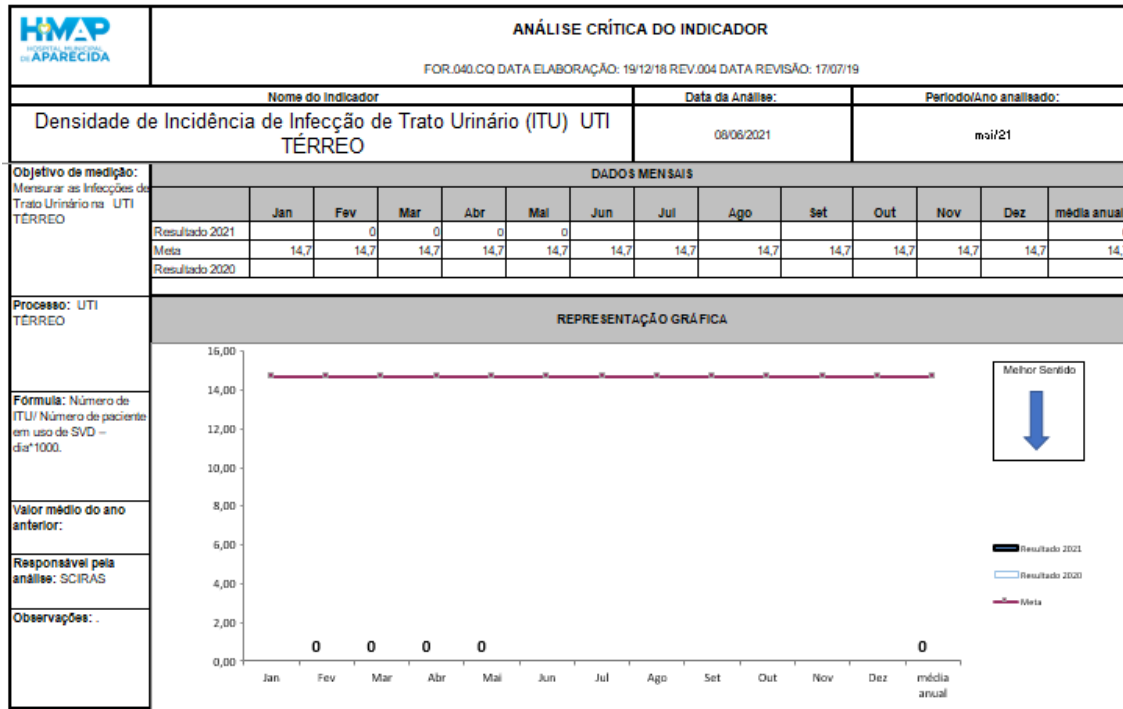 HMAP
HOSPITAL MUNICIPAL
DE APARECIDA
ANÁLISE CRÍTICA DO INDICADOR
FOR.040.CQ DATA ELABORAÇÃO: 19/12/18 REV.004 DATA REVISÃO: 17/07/19
Nome do Indicador
Data da Análise:
Período/Ano analisado:
Densidade de Incidência de Infecção de Trato Urinário (ITU) UTI
TÉRREO
08/06/2021
mai/21
Objetivo de medição:
Mensurar as Infecções de
Trato Urinário na UTI
TÉRREO
DADOS MENSAIS
Jan Fev Mar Abr Mai Jun Jul Ago Set Out Nov Dez média anual
Resultado 2021 0 0 0 0
Meta 14,7 14,7 14,7 14,7 14,7 14,7 14,7 14,7 14,7 14,7 14,7 14,7 14,
Resultado 2020
Processo: UTI
TÉRREO
REPRESENTAÇÃO GRÁFICA
Fórmula: Número de
ITU/ Número de paciente
em uso de SVD –
dia*1000.
Valor médio do ano
anterior:
Responsável pela
análise: SCIRAS
Observações: .
16,00
14,00
12,00
10,00
8,00
6,00
4,00
2,00
0,00
0 0 0 0 0
Jan Fev Mar Abr Mai Jun Jul Ago Set Out Nov Dez média
anual
Melhor Sentido
Resultado 2021
Resultado 2020
Meta